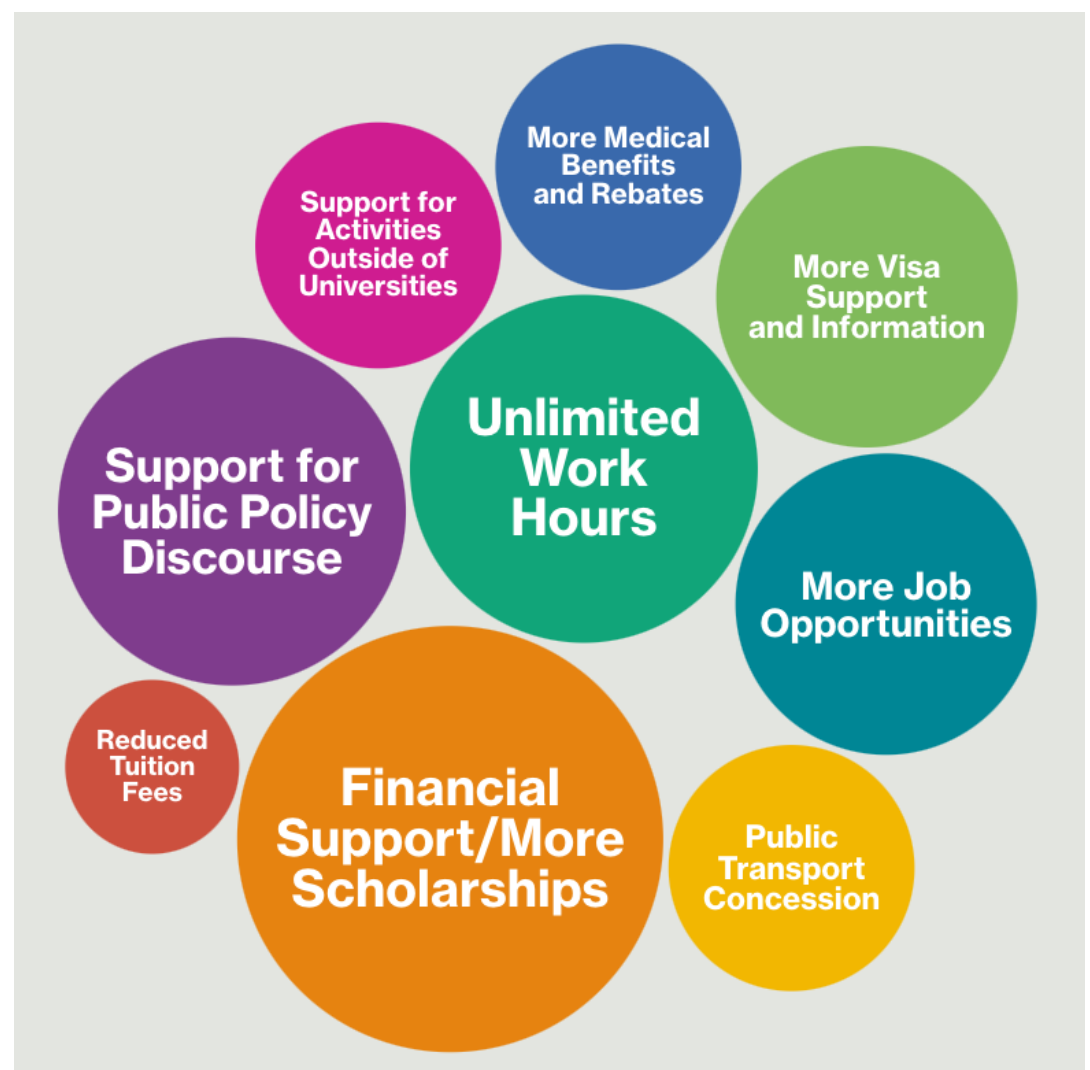 More Medical
Benefits
and Rebates
Support for
Activities
Outside of
Universities
More Visa
Support
and Information
Unlimited
Work
Hours
Support for
Public Policy
Discourse
More Job
Opportunities
Reduced
Tuition
Fees
Financial
Support/More
Scholarships
Public
Transport
Concession